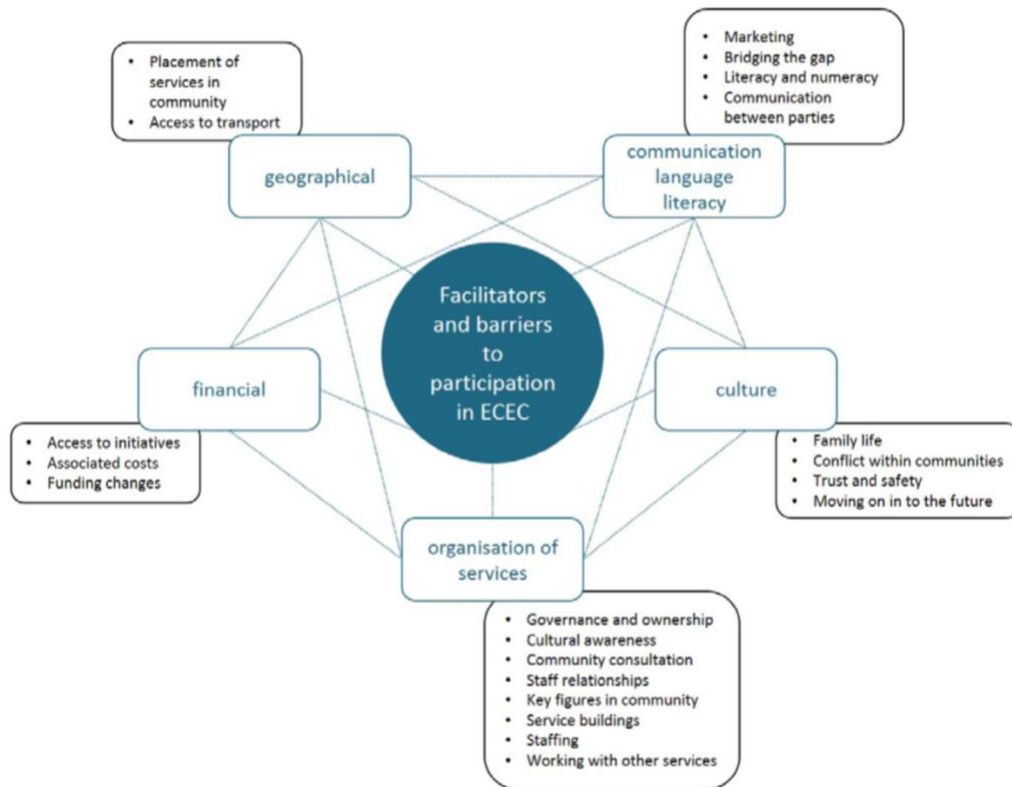 • Placement of
services in
community
• Access to transport
geographical
• Marketing
• Bridging the gap
• Literacy and numeracy
• Communication
between parties
communication
language
literacy
Facilitators
and barriers
to
participation
in ECEC
financial
• Access to initiatives
• Associated costs
• Funding changes
culture
• Family life
• Conflict within communities
• Trust and safety
• Moving on in to the future
organisation of
services
• Governance and ownership
• Cultural awareness
• Community consultation
• Staff relationships
• Key figures in community
• Service buildings
• Staffing
• Working with other services